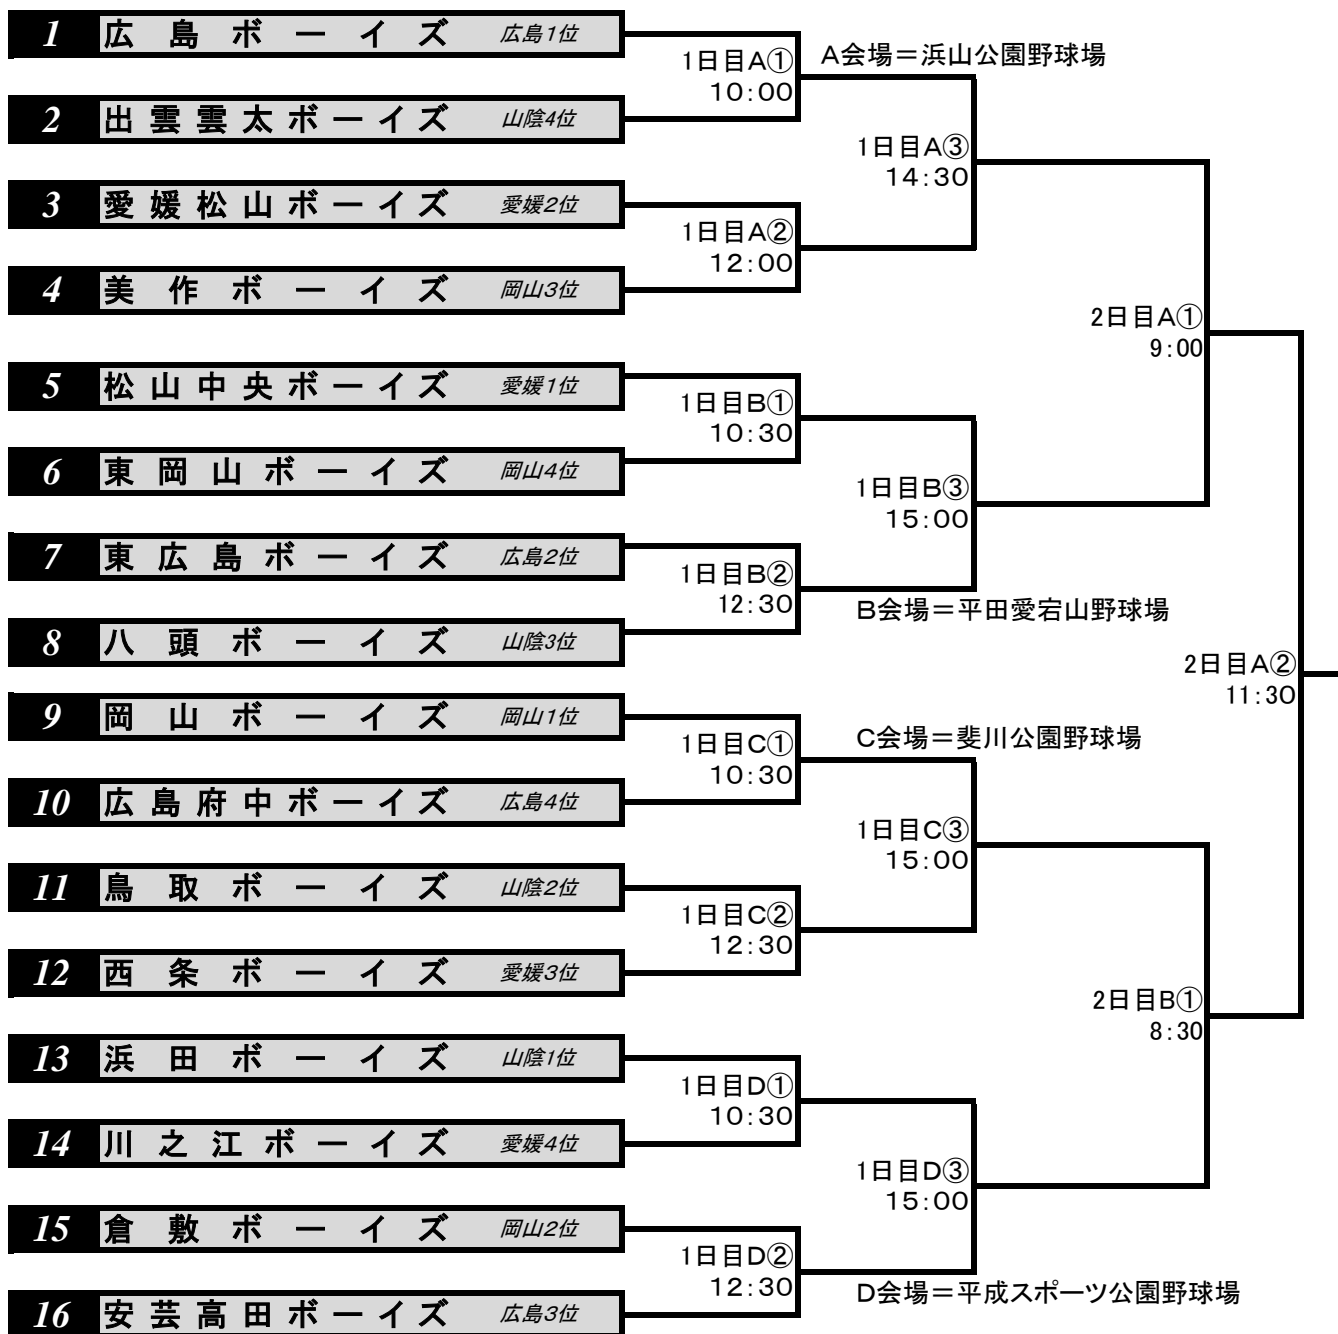 1 広島ボーイズ 広島1位
1日目A① A会場＝浜山公園野球場
10:00
2 出雲雲太ボーイズ 山陰4位
1日目A③
14:30
3 愛媛松山ボーイズ 愛媛2位
1日目A②
12:00
4 美作ボーイズ 岡山3位
2日目A①
9:00
5 松山中央ボーイズ 愛媛1位
1日目B①
10:30
6 東岡山ボーイズ 岡山4位
1日目B③
15:00
7 東広島ボーイズ 広島2位
1日目B②
12:30
B会場＝平田愛宕山野球場
8 八頭ボーイズ 山陰3位
2日目A②
11:30
9 岡山ボーイズ 岡山1位
1日目C① C会場＝斐川公園野球場
10:30
10 広島府中ボーイズ 広島4位
1日目C③
15:00
11 鳥取ボーイズ 山陰2位
1日目C②
12:30
12 西条ボーイズ 愛媛3位
2日目B①
8:30
13 浜田ボーイズ 山陰1位
1日目D①
10:30
14 川之江ボーイズ 愛媛4位
1日目D③
15:00
15 倉敷ボーイズ 岡山2位
1日目D②
12:30
D会場＝平成スポーツ公園野球場
16 安芸高田ボーイズ 広島3位